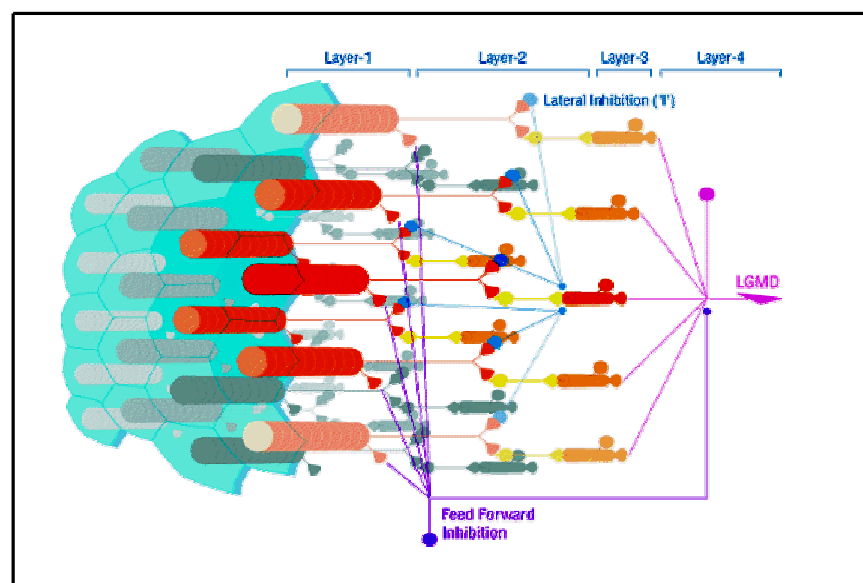 Layer-1
Layer-2
Layer-3
Layer-4
Lateral Inhibition ('I')
LGMD
Feed Forward
Inhibition